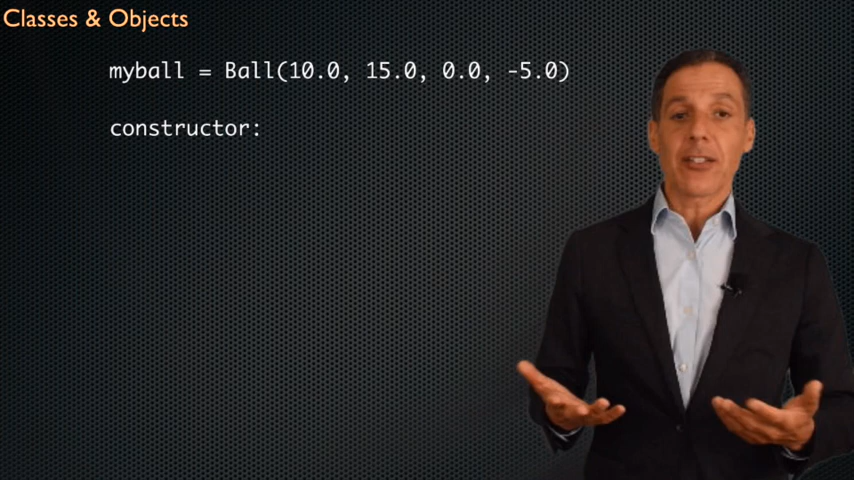 Classes & Objects
myball = Ball(10.0, 15.0, 0.0, -5.0)
constructor: